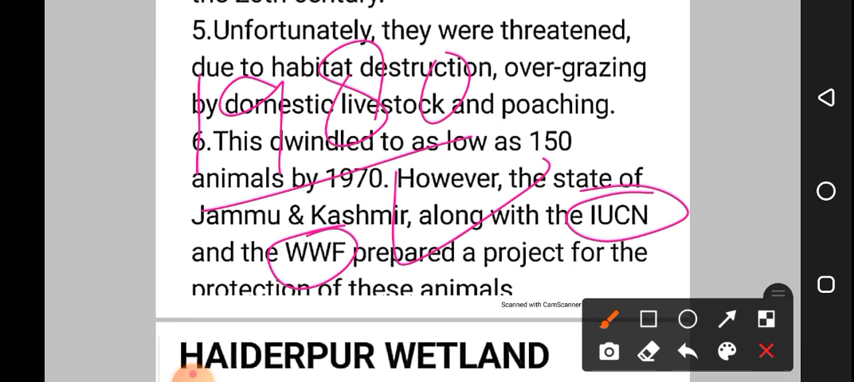 5.Unfortunately, they were threatened,
due to habitat destruction, over-grazing
by domestic livestock and poaching.
6.This dwindled to as low as 150
animals by 1970. However, the state of
Jammu & Kashmir, along with the IUCN
and the WWF prepared a project for the
protection of these animals
Scanned with CamScanner
HAIDERPUR WETLAND
1980